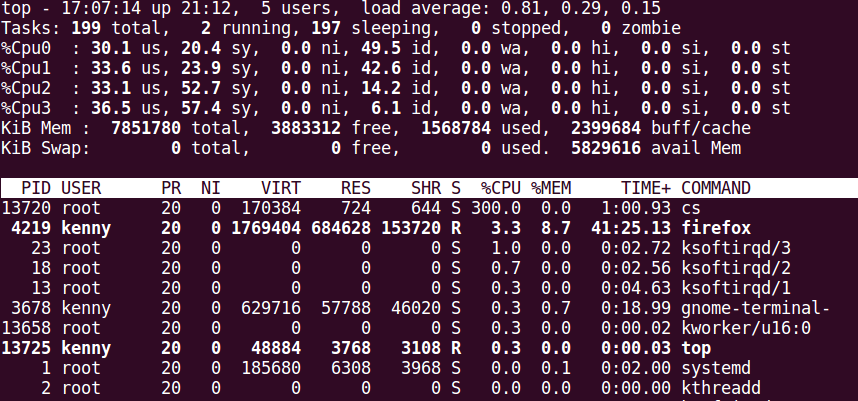 top - 17:07:14 up 21:12,  5 users,  load average: 0.81, 0.29, 0.15
Tasks: 199 total,   2 running, 197 sleeping,   0 stopped,   0 zombie
%Cpu0  : 30.1 us, 20.4 sy,  0.0 ni, 49.5 id,  0.0 wa,  0.0 hi,  0.0 si,  0.0 st
%Cpu1  : 33.6 us, 23.9 sy,  0.0 ni, 42.6 id,  0.0 wa,  0.0 hi,  0.0 si,  0.0 st
%Cpu2  : 33.1 us, 52.7 sy,  0.0 ni, 14.2 id,  0.0 wa,  0.0 hi,  0.0 si,  0.0 st
%Cpu3  : 36.5 us, 57.4 sy,  0.0 ni,  6.1 id,  0.0 wa,  0.0 hi,  0.0 si,  0.0 st
KiB Mem :  7851780 total,  3883312 free,  1568784 used,  2399684 buff/cache
KiB Swap:        0 total,        0 free,        0 used.  5829616 avail Mem
  PID USER      PR  NI    VIRT    RES    SHR S  %CPU %MEM     TIME+ COMMAND
13720 root      20   0  170384    724    644 S 300.0  0.0   1:00.93 cs
 4219 kenny     20   0 1769404 684628 153720 R   3.3  8.7  41:25.13 firefox
   23 root      20   0       0      0      0 S   1.0  0.0   0:02.72 ksoftirqd/3
   18 root      20   0       0      0      0 S   0.7  0.0   0:02.56 ksoftirqd/2
   13 root      20   0       0      0      0 S   0.3  0.0   0:04.63 ksoftirqd/1
 3678 kenny     20   0  629716  57788  46020 S   0.3  0.7   0:18.99 gnome-terminal-
13658 root      20   0       0      0      0 S   0.3  0.0   0:00.02 kworker/u16:0
13725 kenny     20   0   48884   3768   3108 R   0.3  0.0   0:00.03 top
    1 root      20   0  185680   6308   3968 S   0.0  0.1   0:02.00 systemd
    2 root      20   0       0      0      0 S   0.0  0.0   0:00.00 kthreadd